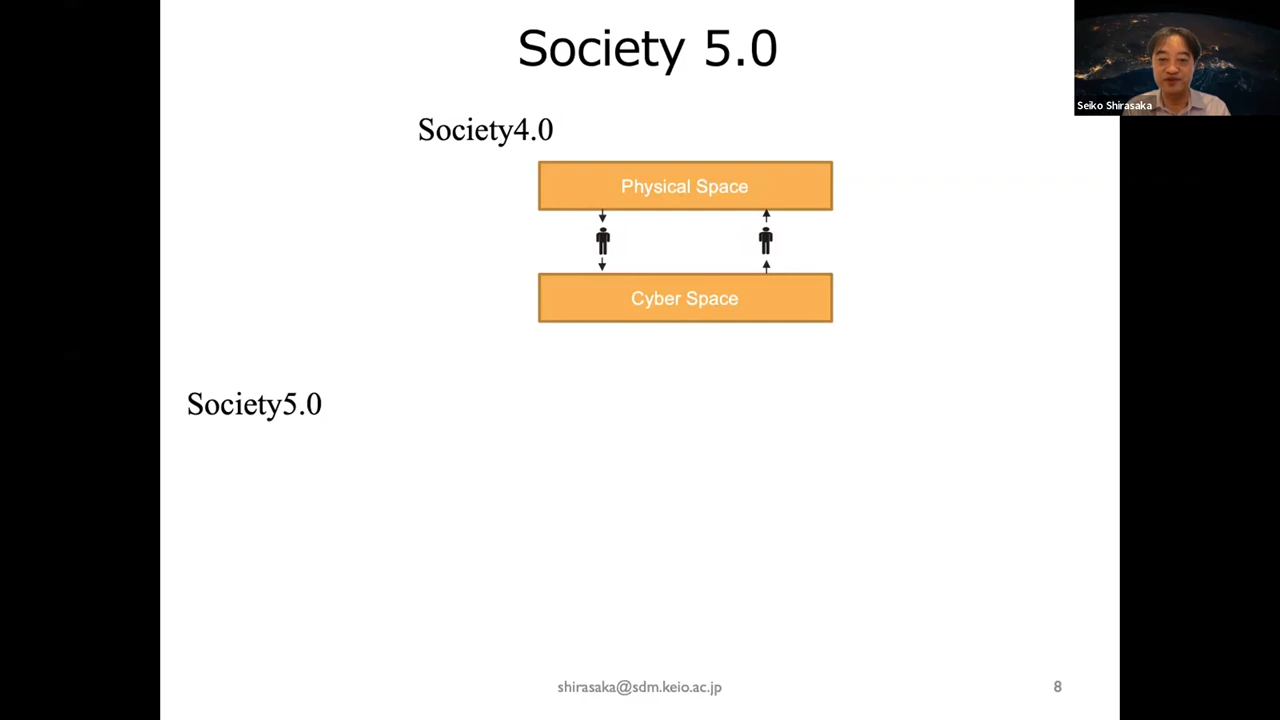 Society 5.0
Seiko Shirasaka
Society4.0
Physical Space
Cyber Space
Society5.0
shirasaka@sdm.keio.ac.jp
8